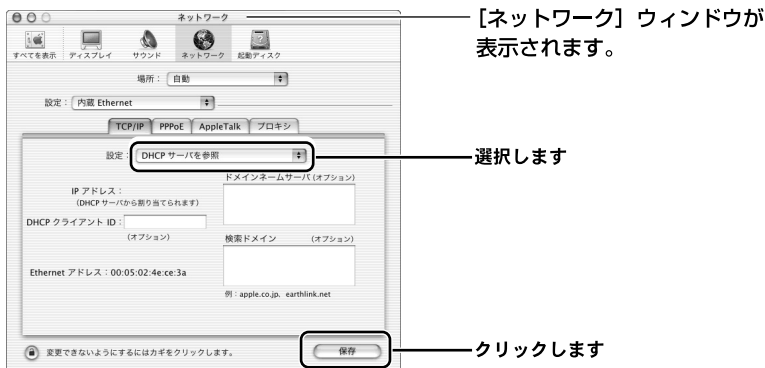 ネットワーク
すべてを表示 ディスプレイ サウンド ネットワーク 起動ディスク
場所： 自動
設定： 内蔵 Ethernet
TCP/IP PPPoE AppleTalk プロキシ
設定： DHCP サーバを参照
ドメインネームサーバ (オプション)
IP アドレス：
(DHCP サーバから割り当てられます)
DHCP クライアント ID：
(オプション)
検索ドメイン (オプション)
Ethernet アドレス：00:05:02:4e:ce:3a
例：apple.co.jp、earthlink.net
変更できないようにするにはカギをクリックします。
保存
［ネットワーク］ウィンドウが
表示されます。
選択します
クリックします